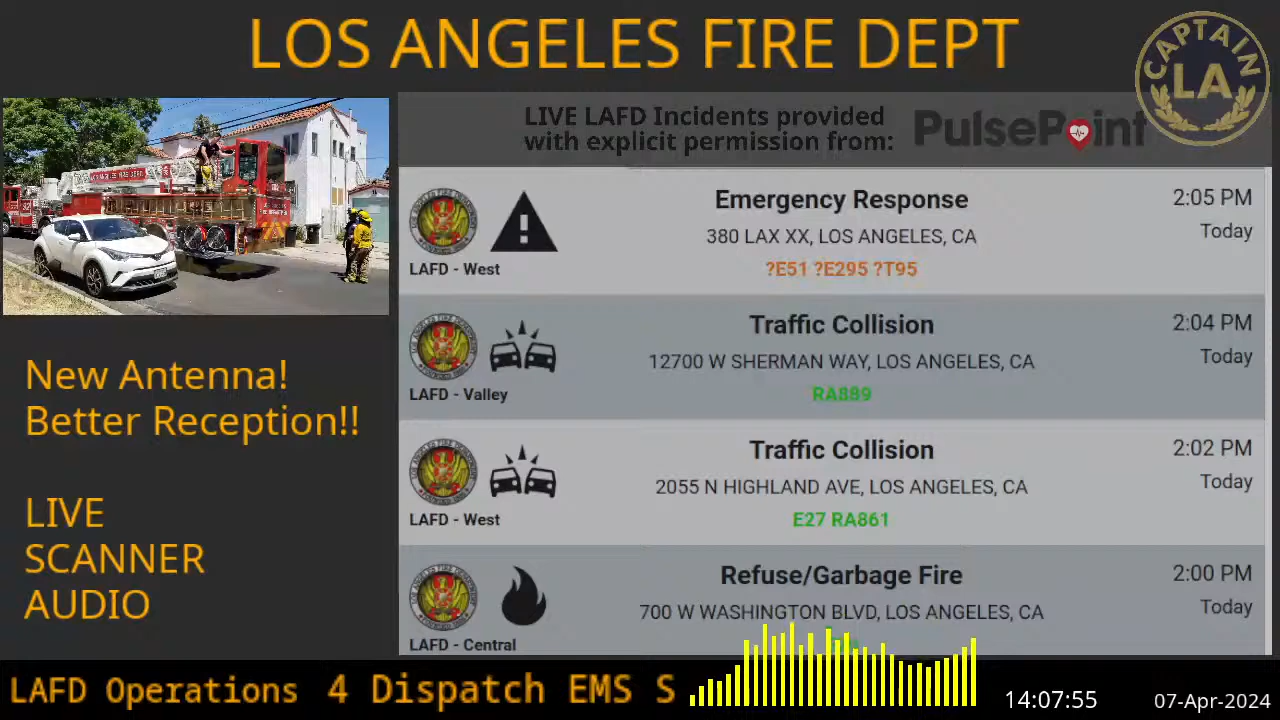 LOS ANGELES FIRE DEPT
CAPTAIN
LA
LIVE LAFD Incidents provided
with explicit permission from:
PulsePoint
Emergency Response
2:05 PM
380 LAX XX, LOS ANGELES, CA
Today
LAFD - West
?E51 ?E295 ?T95
Traffic Collision
2:04 PM
12700 W SHERMAN WAY, LOS ANGELES, CA
Today
LAFD - Valley
RA889
Traffic Collision
2:02 PM
2055 N HIGHLAND AVE, LOS ANGELES, CA
Today
LAFD - West
E27 RA861
Refuse/Garbage Fire
2:00 PM
700 W WASHINGTON BLVD, LOS ANGELES, CA
Today
LAFD - Central
New Antenna!
Better Reception!!
LIVE
SCANNER
AUDIO
LAFD Operations 4 Dispatch EMS S
14:07:55
07-Apr-2024